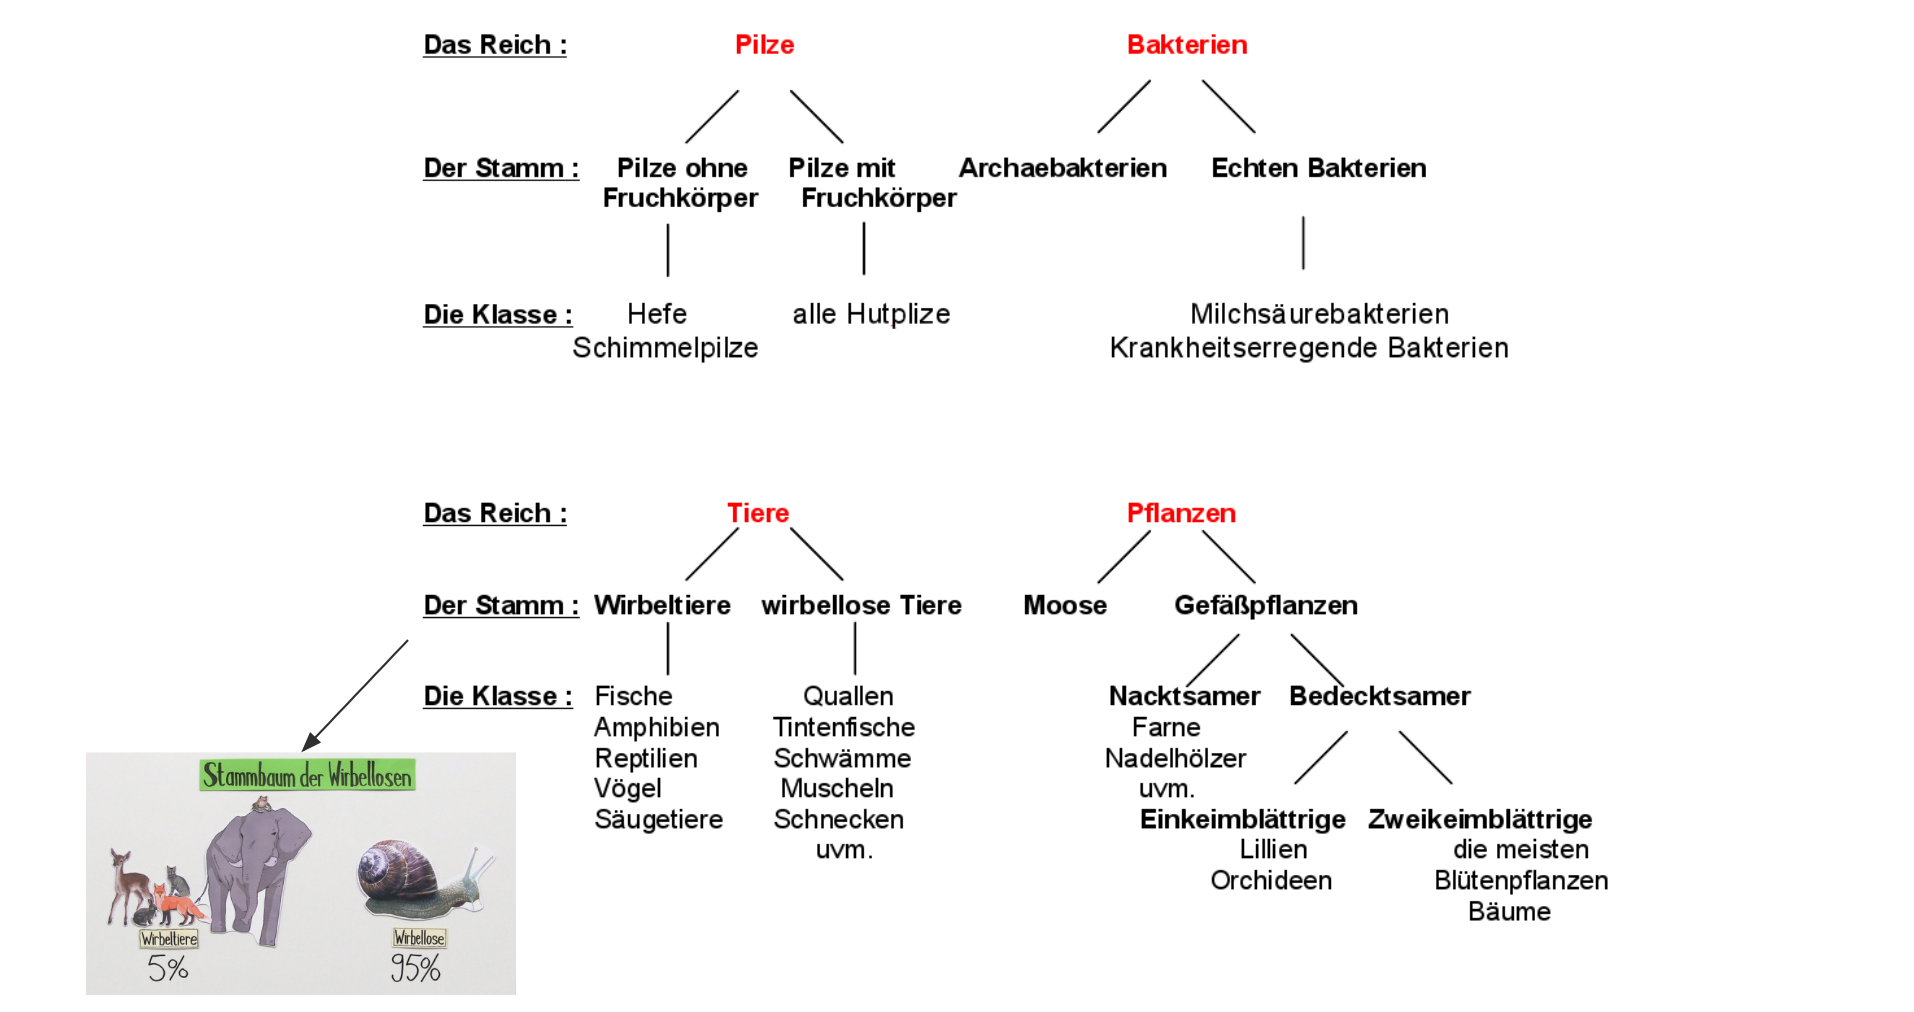 Das Reich : Pilze Bakterien
Der Stamm : Pilze ohne Pilze mit Archaebakterien Echten Bakterien
Fruchkörper Fruchkörper
Die Klasse : Hefe alle Hutplize Milchsäurebakterien
Schimmelpilze Krankheitserregende Bakterien
Das Reich : Tiere Pflanzen
Der Stamm : Wirbeltiere wirbellose Tiere Moose Gefäßpflanzen
Die Klasse : Fische Quallen Nacktsamer Bedecktsamer
Amphibien Tintenfische Farne
Reptilien Schwämme Nadelhölzer
Vögel Muscheln uvm.
Säugetiere Schnecken Einkeimblättrige Zweikeimblättrige
uvm. Lillien die meisten
Orchideen Blütenpflanzen
Bäume
Stammbaum der Wirbellosen
Wirbeltiere Wirbellose
5% 95%